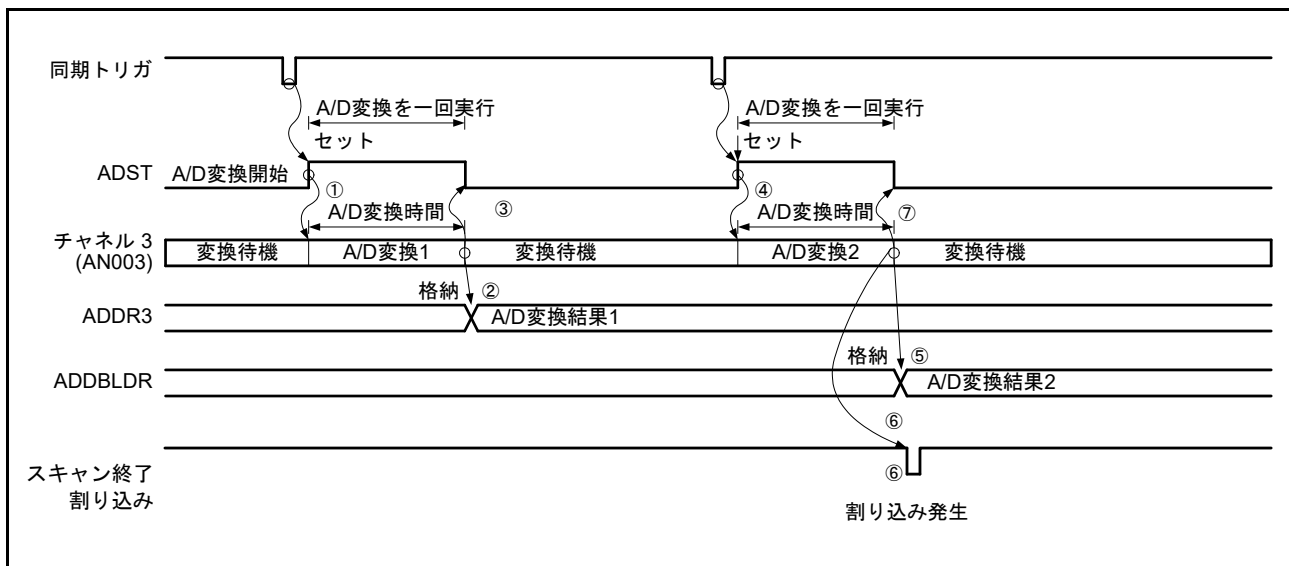 同期トリガ
A/D変換を一回実行 A/D変換を一回実行
セット セット
ADST A/D変換開始
① ④
A/D変換時間 ③ A/D変換時間 ⑦
チャネル 3
(AN003)
変換待機 A/D変換1 変換待機 A/D変換2 変換待機
格納 ②
ADDR3 A/D変換結果1
格納 ⑤
ADDBLDR A/D変換結果2
⑥
スキャン終了
割り込み
⑥
割り込み発生